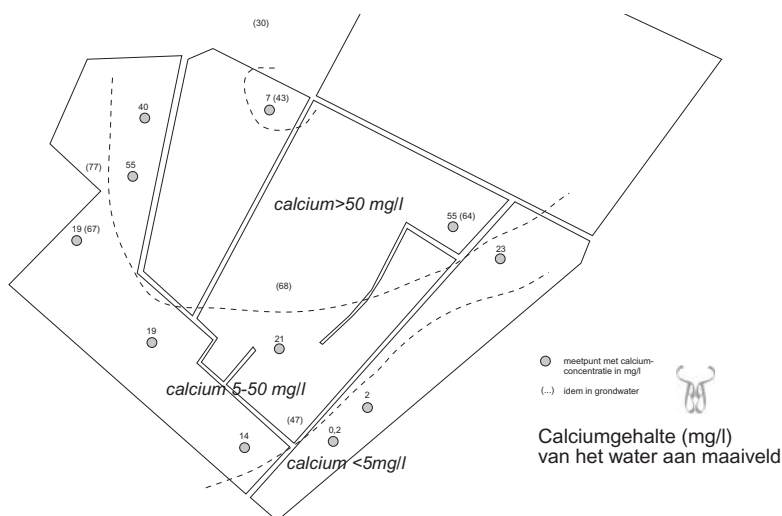 (30)
7 (43)
40
(77)
55
calcium>50 mg/l
19 (67)
55 (64)
23
(68)
19
21
meetpunt met calcium-
concentratie in mg/l
calcium 5-50 mg/l
(...) idem in grondwater
2
(47)
Calciumgehalte (mg/l)
van het water aan maaiveld
14
0,2
calcium <5mg/l